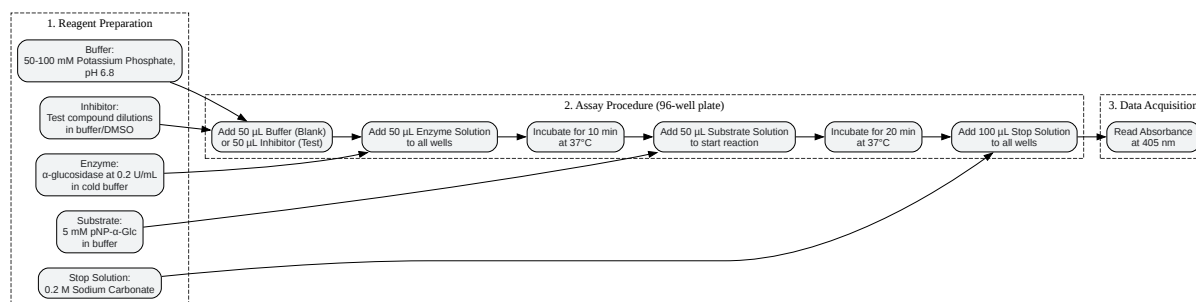 1. Reagent Preparation
Buffer:
50-100 mM Potassium Phosphate,
pH 6.8
Inhibitor:
Test compound dilutions
in buffer/DMSO
Enzyme:
α-glucosidase at 0.2 U/mL
in cold buffer
Substrate:
5 mM pNP-α-Glc
in buffer
Stop Solution:
0.2 M Sodium Carbonate
2. Assay Procedure (96-well plate)
Add 50 µL Buffer (Blank)
or 50 µL Inhibitor (Test)
Add 50 µL Enzyme Solution
to all wells
Incubate for 10 min
at 37°C
Add 50 µL Substrate Solution
to start reaction
Incubate for 20 min
at 37°C
Add 100 µL Stop Solution
to all wells
3. Data Acquisition
Read Absorbance
at 405 nm